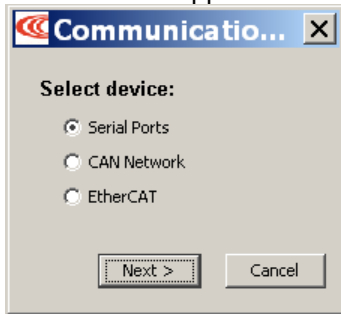 Communicatio...
Select device:
Serial Ports
CAN Network
EtherCAT
Next >
Cancel